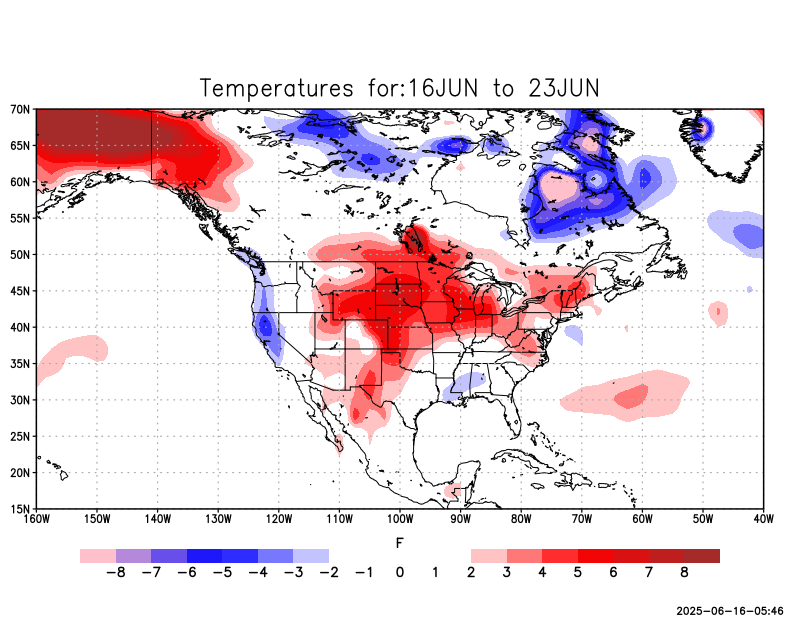 Temperatures for:16JUN to 23JUN
70N
65N
60N
55N
50N
45N
40N
35N
30N
25N
20N
15N
160W 150W 140W 130W 120W 110W 100W 90W 80W 70W 60W 50W 40W
F
-8 -7 -6 -5 -4 -3 -2 -1 0 1 2 3 4 5 6 7 8
2025-06-16-05:46